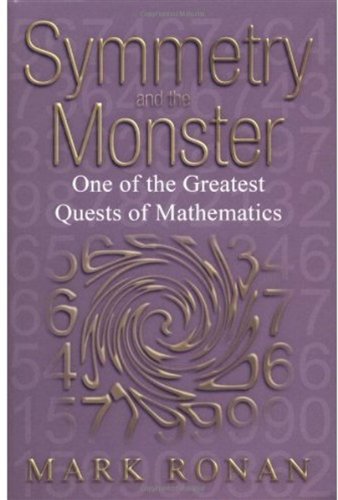 Symmetry
and the
Monster
One of the Greatest
Quests of Mathematics
MARK RONAN